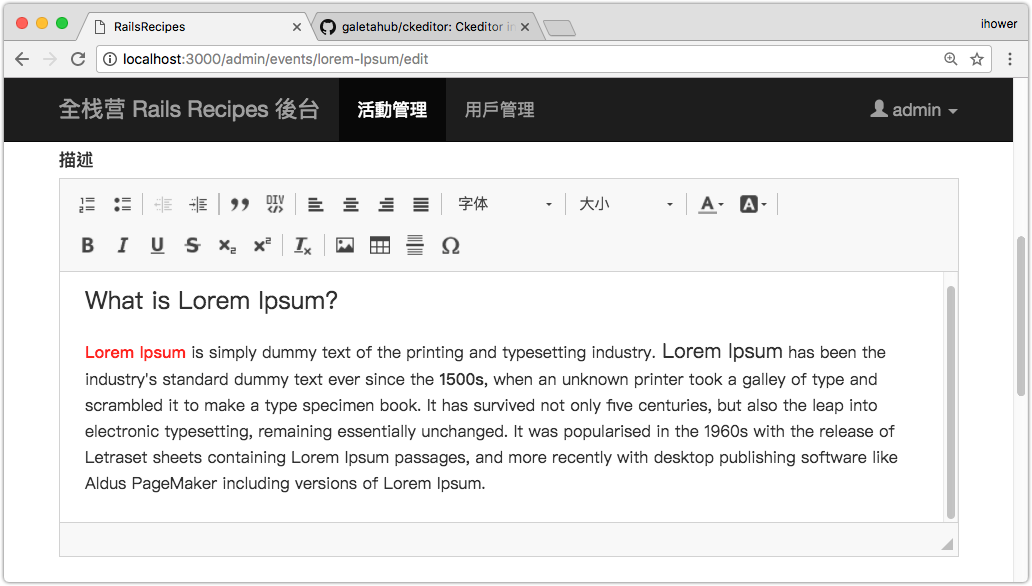 RailsRecipes
galetahub/ckeditor: Ckeditor in
ihower
localhost:3000/admin/events/lorem-Ipsum/edit
全栈营 Rails Recipes 後台 活動管理 用戶管理 admin
描述
DIV 字体 大小 A A
B I U S x₂ x² Tx Ω
What is Lorem Ipsum?
Lorem Ipsum is simply dummy text of the printing and typesetting industry. Lorem Ipsum has been the
industry's standard dummy text ever since the 1500s, when an unknown printer took a galley of type and
scrambled it to make a type specimen book. It has survived not only five centuries, but also the leap into
electronic typesetting, remaining essentially unchanged. It was popularised in the 1960s with the release of
Letraset sheets containing Lorem Ipsum passages, and more recently with desktop publishing software like
Aldus PageMaker including versions of Lorem Ipsum.